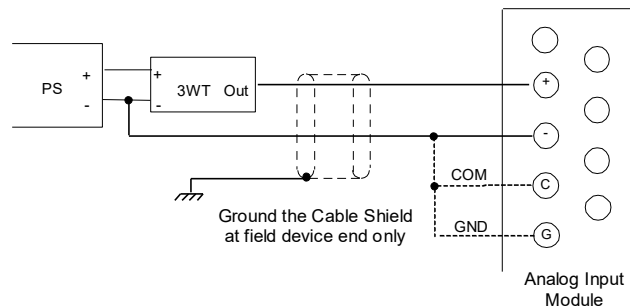 +
+
+
PS
3WT Out
-
-
-
COM
C
Ground the Cable Shield
at field device end only
GND
G
Analog Input
Module